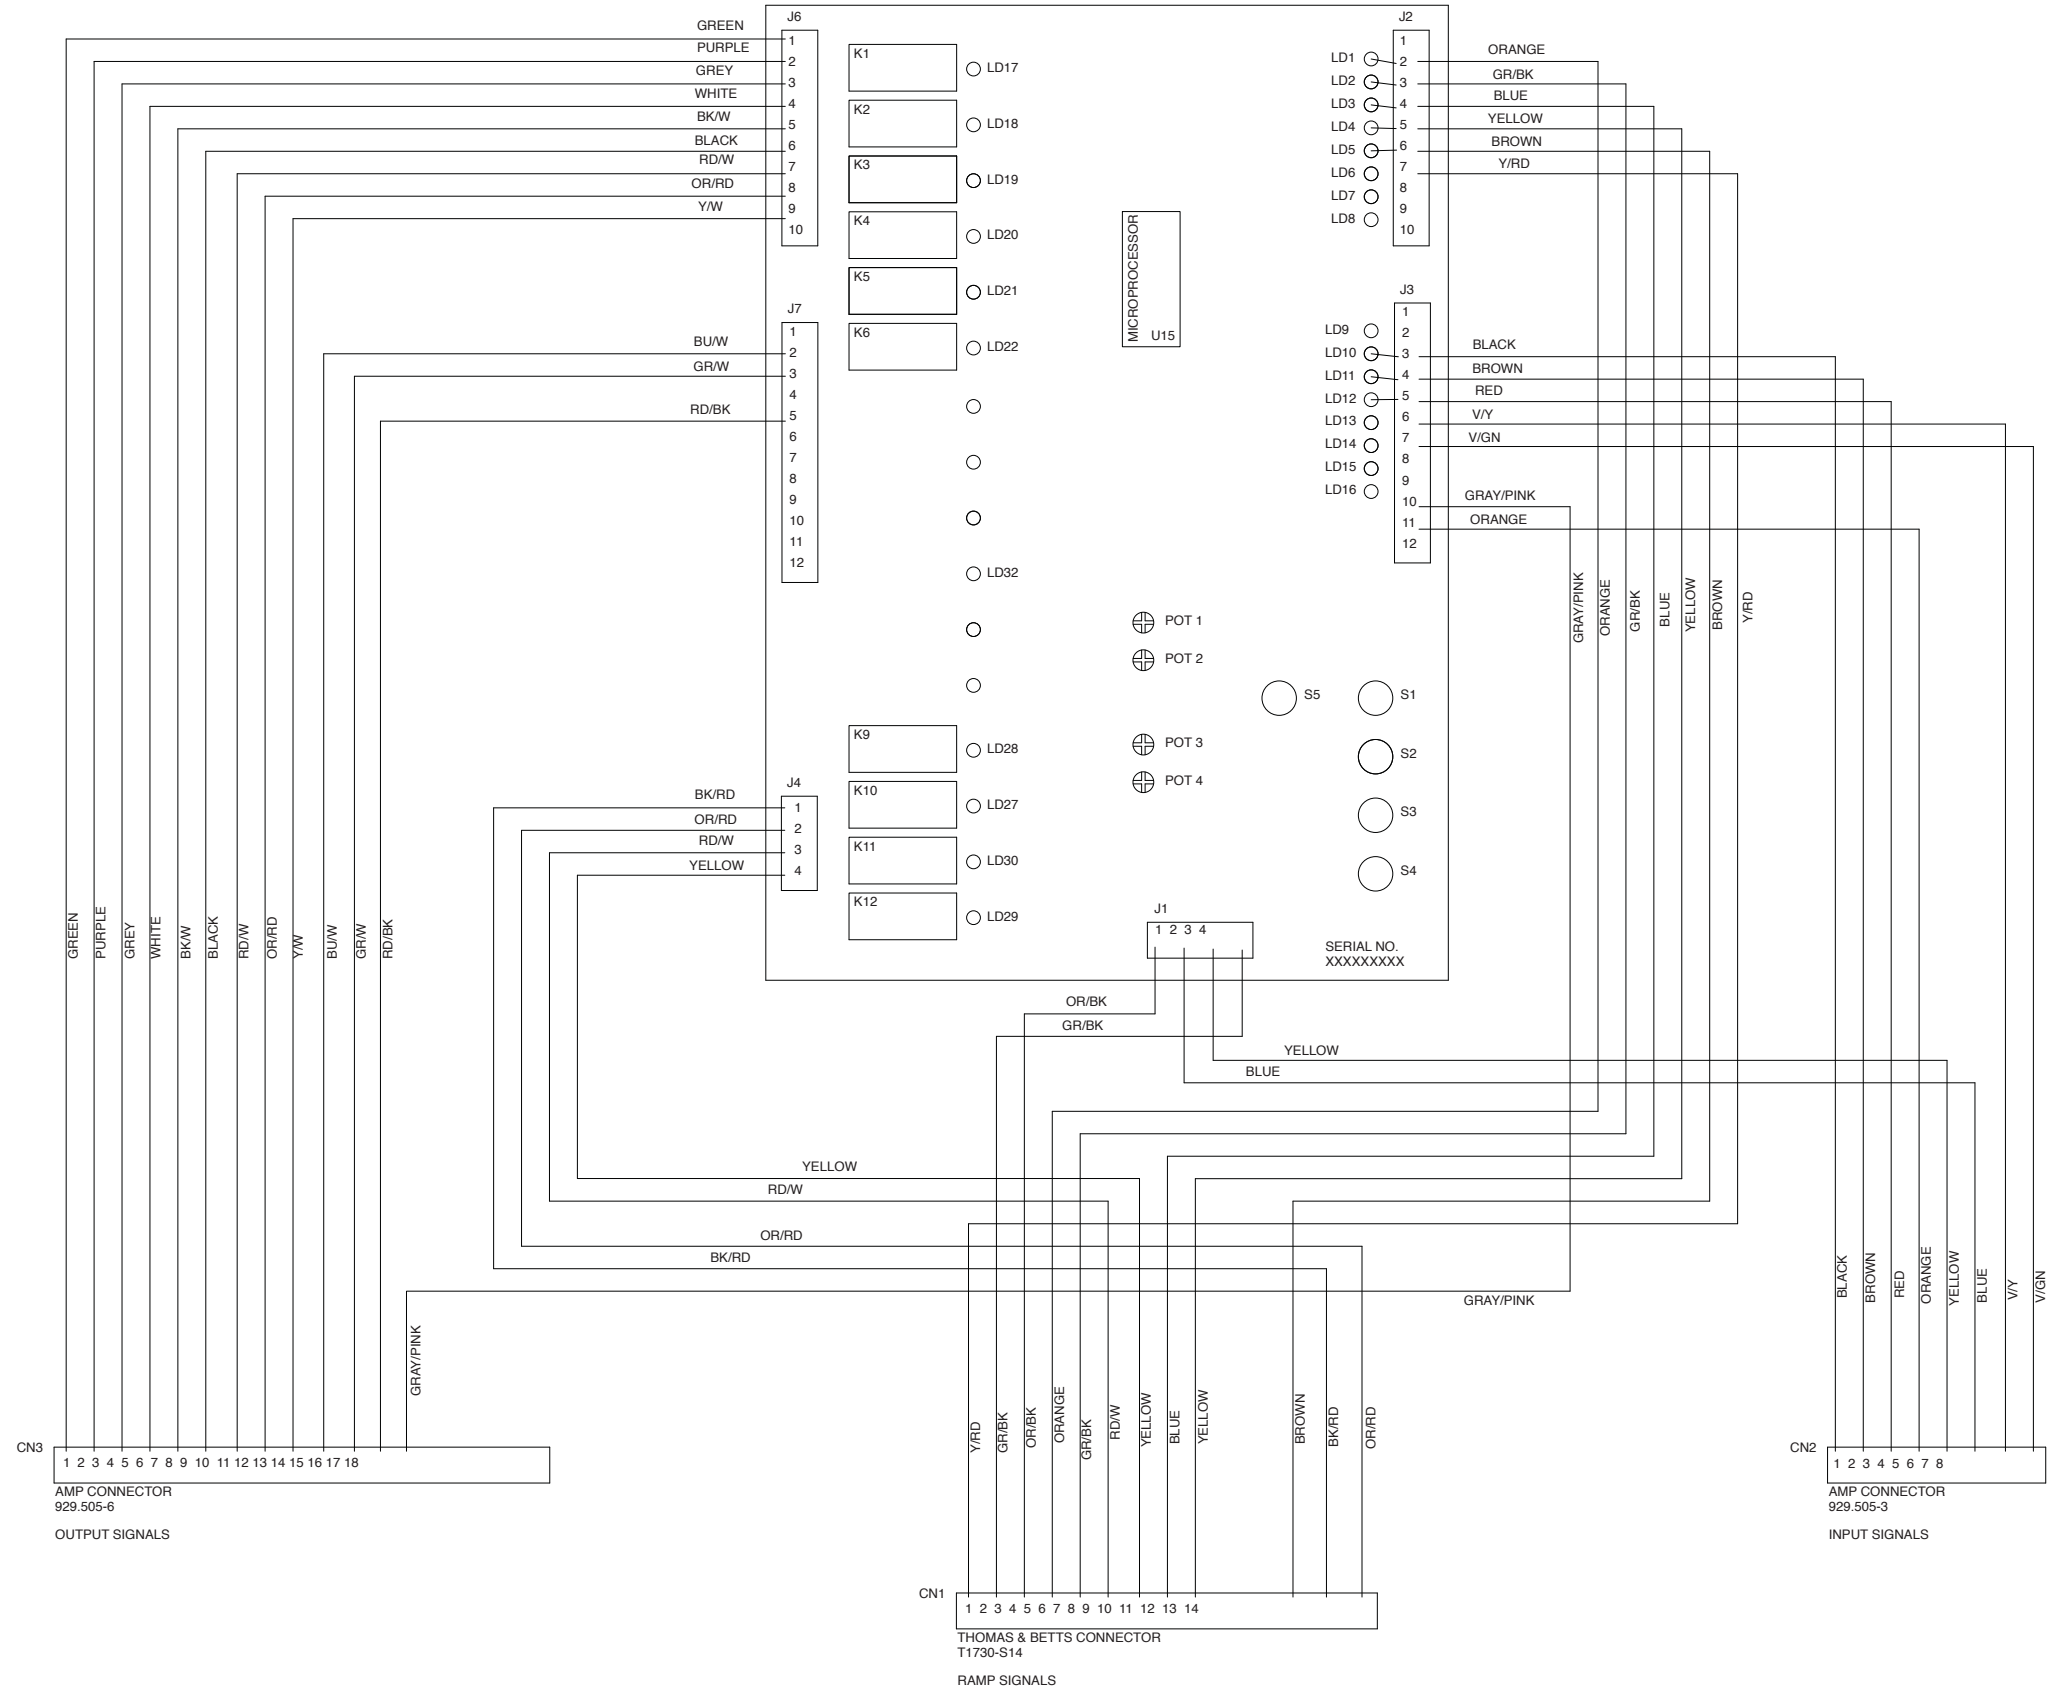 J6
1
2
3
4
5
6
7
8
9
10
GREEN
PURPLE
GREY
WHITE
BK/W
BLACK
RD/W
OR/RD
Y/W
K1
K2
K3
K4
K5
K6
LD17
LD18
LD19
LD20
LD21
LD22
MICROPROCESSOR
U15
J2
1
2
3
4
5
6
7
8
9
10
LD1
LD2
LD3
LD4
LD5
LD6
LD7
LD8
ORANGE
GR/BK
BLUE
YELLOW
BROWN
Y/RD
J7
1
2
3
4
5
6
7
8
9
10
11
12
BU/W
GR/W
RD/BK
J3
1
2
3
4
5
6
7
8
9
10
11
12
LD9
LD10
LD11
LD12
LD13
LD14
LD15
LD16
BLACK
BROWN
RED
V/Y
V/GN
GRAY/PINK
ORANGE
GRAY/PINK
ORANGE
GR/BK
BLUE
YELLOW
BROWN
Y/RD
LD32
POT 1
POT 2
POT 3
POT 4
S5
S1
S2
S3
S4
K9
K10
K11
K12
LD28
LD27
LD30
LD29
J4
1
2
3
4
BK/RD
OR/RD
RD/W
YELLOW
J1
1 2 3 4
SERIAL NO.
XXXXXXXXX
GREEN
PURPLE
GREY
WHITE
BK/W
BLACK
RD/W
OR/RD
Y/W
BU/W
GR/W
RD/BK
OR/BK
GR/BK
YELLOW
BLUE
YELLOW
RD/W
OR/RD
BK/RD
GRAY/PINK
GRAY/PINK
BLACK
BROWN
RED
ORANGE
YELLOW
BLUE
V/Y
V/GN
Y/RD
GR/BK
OR/BK
ORANGE
GR/BK
RD/W
YELLOW
BLUE
YELLOW
BROWN
BK/RD
OR/RD
CN3
1 2 3 4 5 6 7 8 9 10 11 12 13 14 15 16 17 18
AMP CONNECTOR
929.505-6
OUTPUT SIGNALS
CN2
1 2 3 4 5 6 7 8
AMP CONNECTOR
929.505-3
INPUT SIGNALS
CN1
1 2 3 4 5 6 7 8 9 10 11 12 13 14
THOMAS & BETTS CONNECTOR
T1730-S14
RAMP SIGNALS